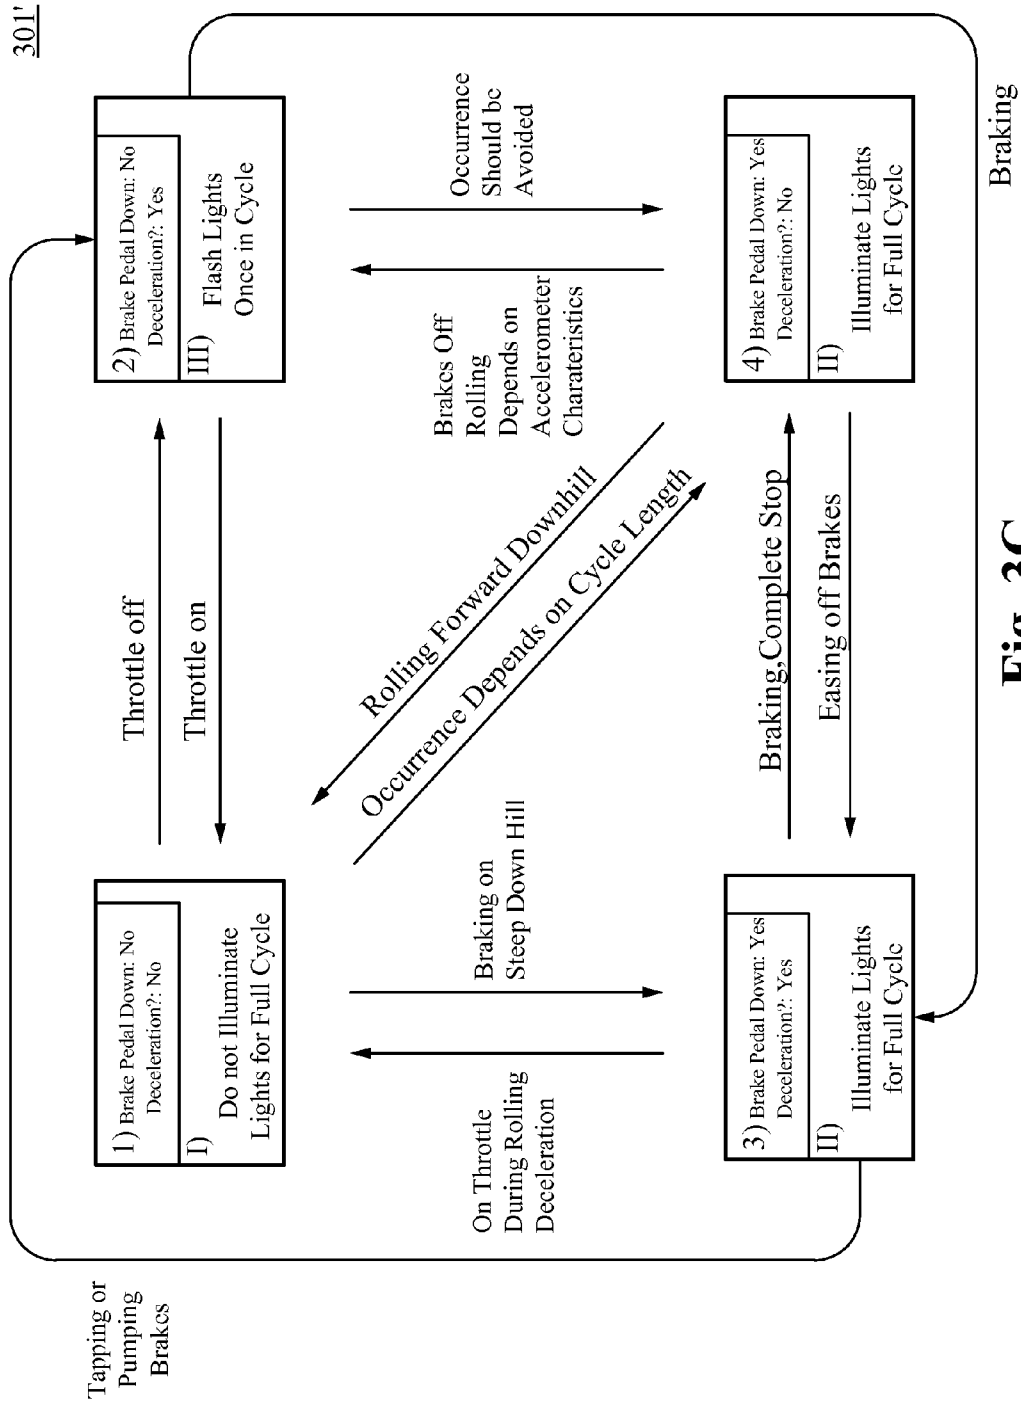 301'
Tapping or
Pumping
Brakes
1) Brake Pedal Down: No
Deceleration?: No
I)
Do not Illuminate
Lights for Full Cycle
Throttle off
Throttle on
2) Brake Pedal Down: No
Deceleration?: Yes
III)
Flash Lights
Once in Cycle
On Throttle
During Rolling
Deceleration
Braking on
Steep Down Hill
Rolling Forward Downhill
Occurrence Depends on Cycle Length
Brakes Off
Rolling
Depends on
Accelerometer
Charateristics
Occurrence
Should be
Avoided
3) Brake Pedal Down: Yes
Deceleration?: Yes
II)
Illuminate Lights
for Full Cycle
Braking,Complete Stop
Easing off Brakes
4) Brake Pedal Down: Yes
Deceleration?: No
II)
Illuminate Lights
for Full Cycle
Braking
Fig. 3C